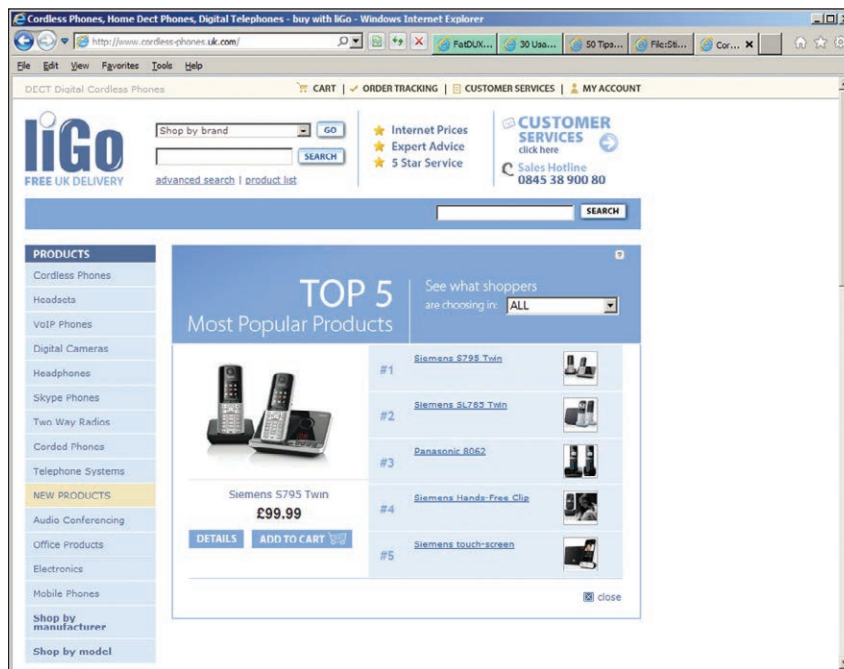 Cordless Phones, Home Dect Phones, Digital Telephones - buy with liGo - Windows Internet Explorer
http://www.cordless-phones.uk.com/
FatDUX...
50 Tips...
File:Sti...
Cor...
File Edit View Favorites Tools Help
DECT Digital Cordless Phones
CART | ORDER TRACKING | CUSTOMER SERVICES | MY ACCOUNT
liGo
FREE UK DELIVERY
Shop by brand
GO
SEARCH
advanced search | product list
Internet Prices
Expert Advice
5 Star Service
CUSTOMER
SERVICES
click here
Sales Hotline
0845 38 900 80
SEARCH
PRODUCTS
Cordless Phones
Headsets
VoIP Phones
Digital Cameras
Headphones
Skype Phones
Two Way Radios
Corded Phones
Telephone Systems
NEW PRODUCTS
Audio Conferencing
Office Products
Electronics
Mobile Phones
Shop by
manufacturer
Shop by model
TOP 5
Most Popular Products
See what shoppers
are choosing in: ALL
Siemens S795 Twin
£99.99
DETAILS
ADD TO CART
#1 Siemens S795 Twin
#2 Siemens SL785 Twin
#3 Panasonic 8062
#4 Siemens Hands-Free Clip
#5 Siemens touch-screen
close